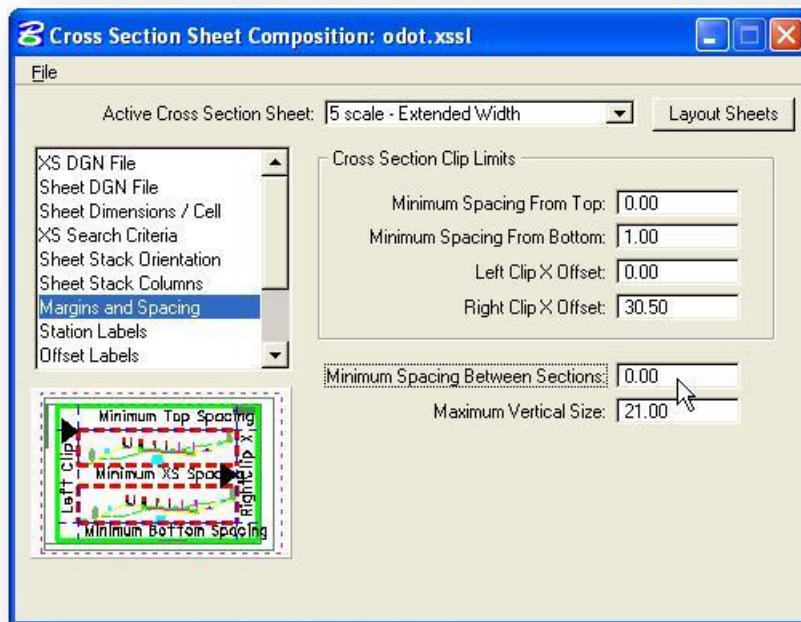 Cross Section Sheet Composition: odot.xssl
File
Active Cross Section Sheet: 5 scale - Extended Width Layout Sheets
XS DGN File
Sheet DGN File
Sheet Dimensions / Cell
XS Search Criteria
Sheet Stack Orientation
Sheet Stack Columns
Margins and Spacing
Station Labels
Offset Labels
Cross Section Clip Limits
Minimum Spacing From Top: 0.00
Minimum Spacing From Bottom: 1.00
Left Clip X Offset: 0.00
Right Clip X Offset: 30.50
Minimum Spacing Between Sections: 0.00
Maximum Vertical Size: 21.00
Minimum Top Spacing
Left Clip
Minimum XS Spacing
Right Clip X
Minimum Bottom Spacing